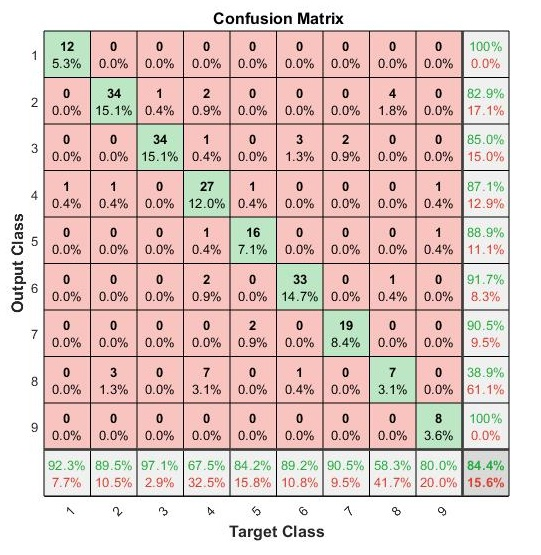 Confusion Matrix
1 12 0 0 0 0 0 0 0 0 100%
5.3% 0.0% 0.0% 0.0% 0.0% 0.0% 0.0% 0.0% 0.0% 0.0%
2 0 34 1 2 0 0 0 4 0 82.9%
0.0% 15.1% 0.4% 0.9% 0.0% 0.0% 0.0% 1.8% 0.0% 17.1%
3 0 0 34 1 0 3 2 0 0 85.0%
0.0% 0.0% 15.1% 0.4% 0.0% 1.3% 0.9% 0.0% 0.0% 15.0%
4 1 1 0 27 1 0 0 0 1 87.1%
0.4% 0.4% 0.0% 12.0% 0.4% 0.0% 0.0% 0.0% 0.4% 12.9%
5 0 0 0 1 16 0 0 0 1 88.9%
0.0% 0.0% 0.0% 0.4% 7.1% 0.0% 0.0% 0.0% 0.4% 11.1%
6 0 0 0 2 0 33 0 1 0 91.7%
0.0% 0.0% 0.0% 0.9% 0.0% 14.7% 0.0% 0.4% 0.0% 8.3%
7 0 0 0 0 2 0 19 0 0 90.5%
0.0% 0.0% 0.0% 0.0% 0.9% 0.0% 8.4% 0.0% 0.0% 9.5%
8 0 3 0 7 0 1 0 7 0 38.9%
0.0% 1.3% 0.0% 3.1% 0.0% 0.4% 0.0% 3.1% 0.0% 61.1%
9 0 0 0 0 0 0 0 0 8 100%
0.0% 0.0% 0.0% 0.0% 0.0% 0.0% 0.0% 0.0% 3.6% 0.0%
92.3% 89.5% 97.1% 67.5% 84.2% 89.2% 90.5% 58.3% 80.0% 84.4%
7.7% 10.5% 2.9% 32.5% 15.8% 10.8% 9.5% 41.7% 20.0% 15.6%
1 2 3 4 5 6 7 8 9
Target Class
Output Class